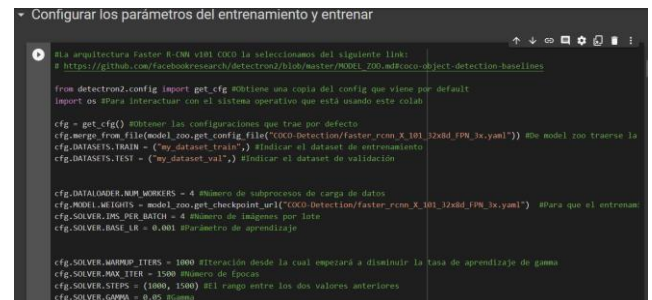 Configurar los parámetros del entrenamiento y entrenar
#La arquitectura Faster R-CNN v101 COCO la seleccionamos del siguiente link:
# https://github.com/facebookresearch/detectron2/blob/master/MODEL_ZOO.md#coco-object-detection-baselines
from detectron2.config import get_cfg #Obtiene una copia del config que viene por default
import os #Para interactuar con el sistema operativo que está usando este colab
cfg = get_cfg() #Obtener las configuraciones que trae por defecto
cfg.merge_from_file(model_zoo.get_config_file("COCO-Detection/faster_rcnn_X_101_32x8d_FPN_3x.yaml")) #De model zoo traerse la
cfg.DATASETS.TRAIN = ("my_dataset_train",) #Indicar el dataset de entrenamiento
cfg.DATASETS.TEST = ("my_dataset_val",) #Indicar el dataset de validación
cfg.DATALOADER.NUM_WORKERS = 4 #Número de subprocesos de carga de datos
cfg.MODEL.WEIGHTS = model_zoo.get_checkpoint_url("COCO-Detection/faster_rcnn_X_101_32x8d_FPN_3x.yaml") #Para que el entrenam
cfg.SOLVER.IMS_PER_BATCH = 4 #Número de imágenes por lote
cfg.SOLVER.BASE_LR = 0.001 #Parámetro de aprendizaje
cfg.SOLVER.WARMUP_ITERS = 1000 #Iteración desde la cual empezará a disminuir la tasa de aprendizaje de gamma
cfg.SOLVER.MAX_ITER = 1500 #Número de Épocas
cfg.SOLVER.STEPS = (1000, 1500) #El rango entre los dos valores anteriores
cfg.SOLVER.GAMMA = 0.05 #Gamma